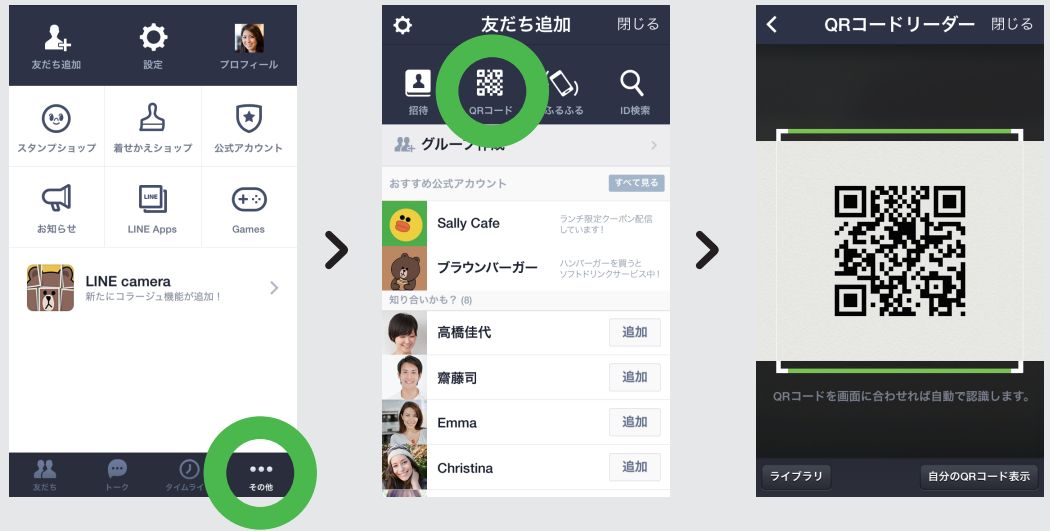 友だち追加
設定
プロフィール
スタンプショップ
着せかえショップ
公式アカウント
お知らせ
LINE
LINE Apps
Games
LINE camera
新たにコラージュ機能が追加！
友だち
トーク
タイムライ
その他
友だち追加
閉じる
招待
QRコード
ふるふる
ID検索
グループ作成
おすすめ公式アカウント
すべて見る
Sally Cafe
ランチ限定クーポン配信
しています！
ブラウンバーガー
ハンバーガーを買うと
ソフトドリンクサービス中！
知り合いかも？ (8)
高橋佳代
追加
齋藤司
追加
Emma
追加
Christina
追加
QRコードリーダー
閉じる
QRコードを画面に合わせれば自動で認識します。
ライブラリ
自分のQRコード表示